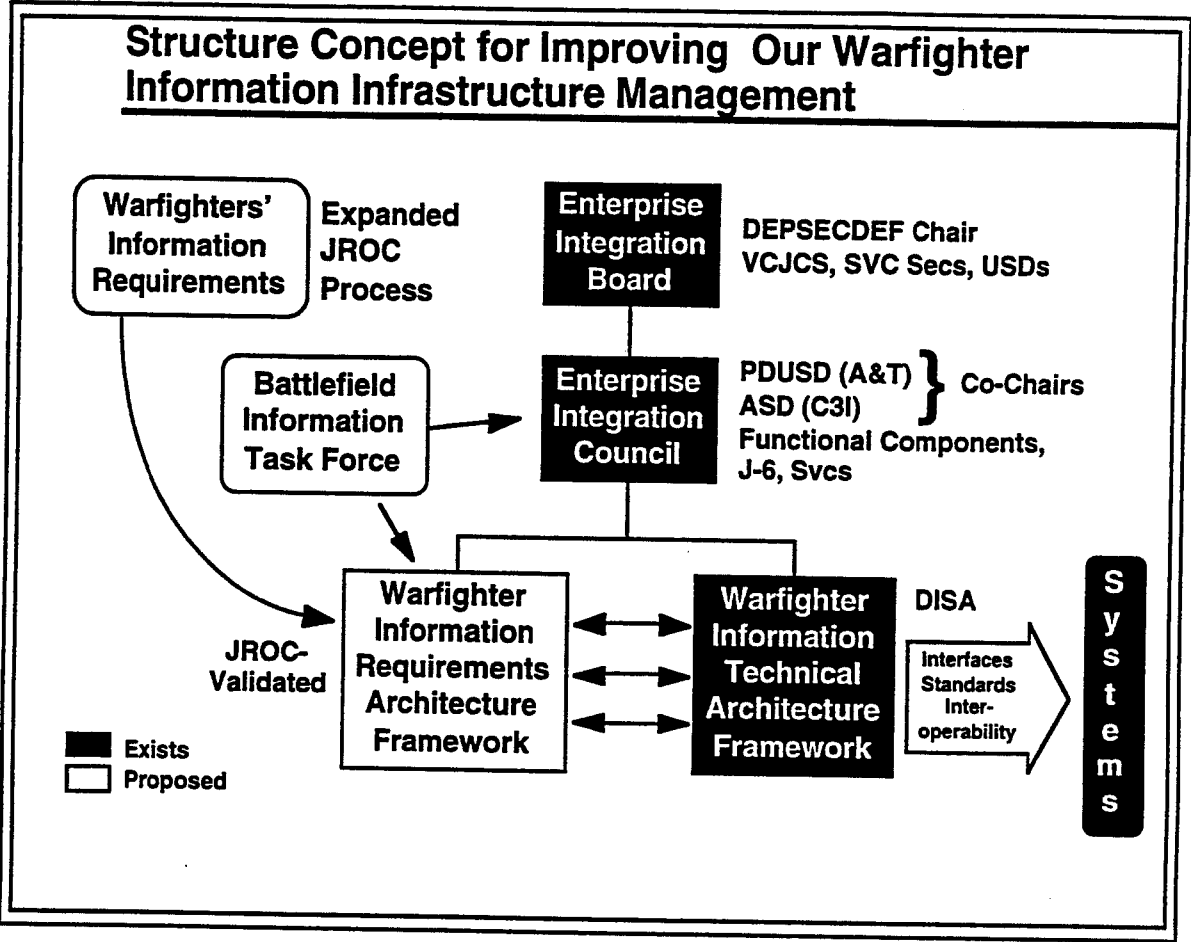 Structure Concept for Improving Our Warfighter
Information Infrastructure Management
Warfighters'
Information
Requirements
Expanded
JROC
Process
Enterprise
Integration
Board
DEPSECDEF Chair
VCJCS, SVC Secs, USDs
Battlefield
Information
Task Force
Enterprise
Integration
Council
PDUSD (A&T)
ASD (C3I)
} Co-Chairs
Functional Components,
J-6, Svcs
JROC-
Validated
Warfighter
Information
Requirements
Architecture
Framework
Warfighter
Information
Technical
Architecture
Framework
DISA
Interfaces
Standards
Inter-
operability
Systems
Exists
Proposed